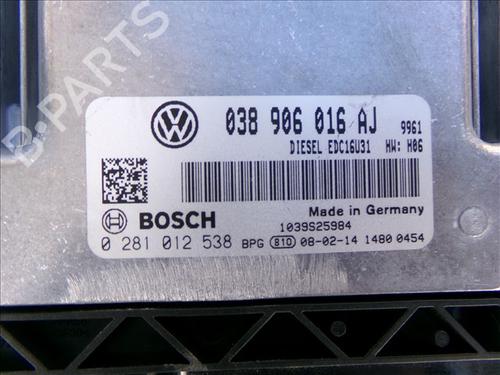 B-PARTS
038 906 016 AJ 9961
DIESEL EDC16U31 HW: H06
BOSCH
Made in Germany
1039S25984
0 281 012 538 BPG 810 08-02-14 1480 0454